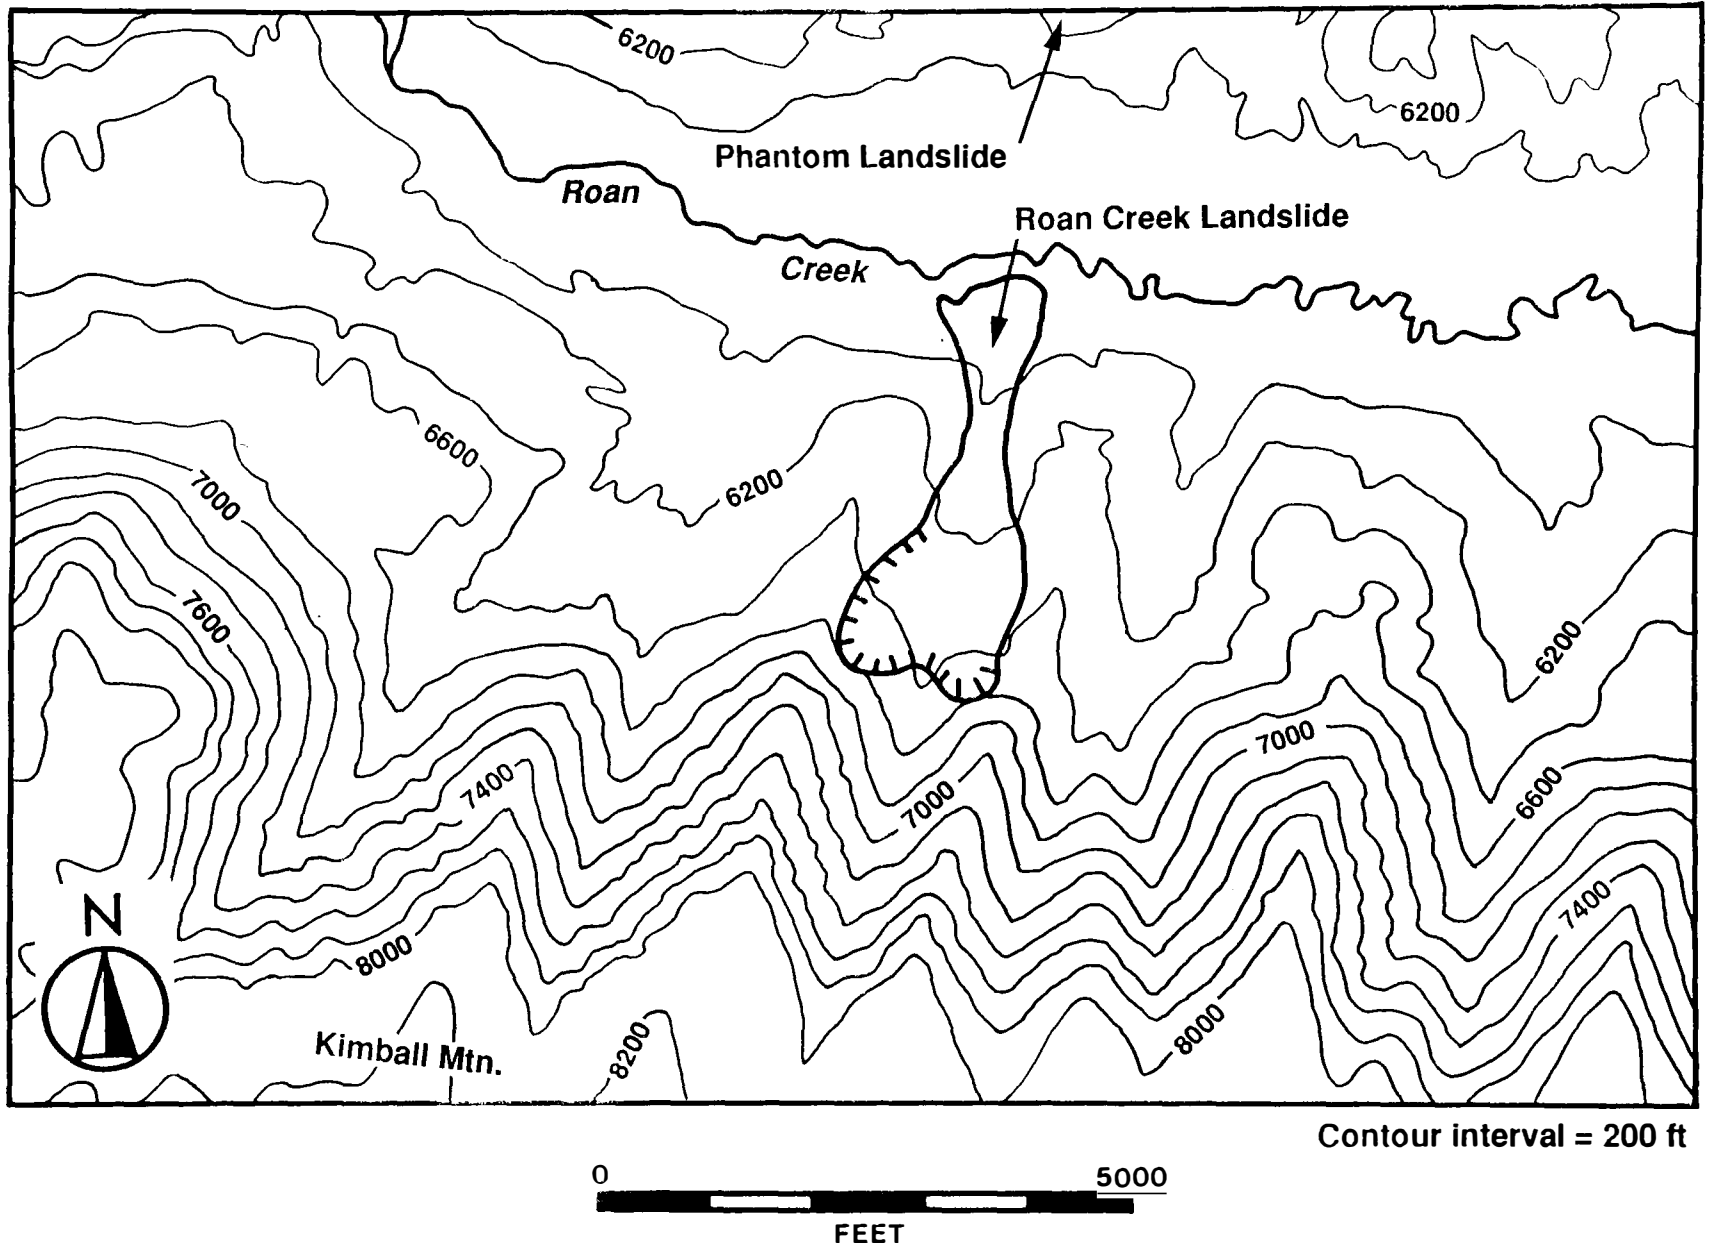 6200
6200
Phantom Landslide
Roan
Roan Creek Landslide
Creek
6600
7000
6200
7600
6200
7000
7400
6600
7000
7400
N
8000
8000
Kimball Mtn.
8200
Contour interval = 200 ft
0 5000
FEET